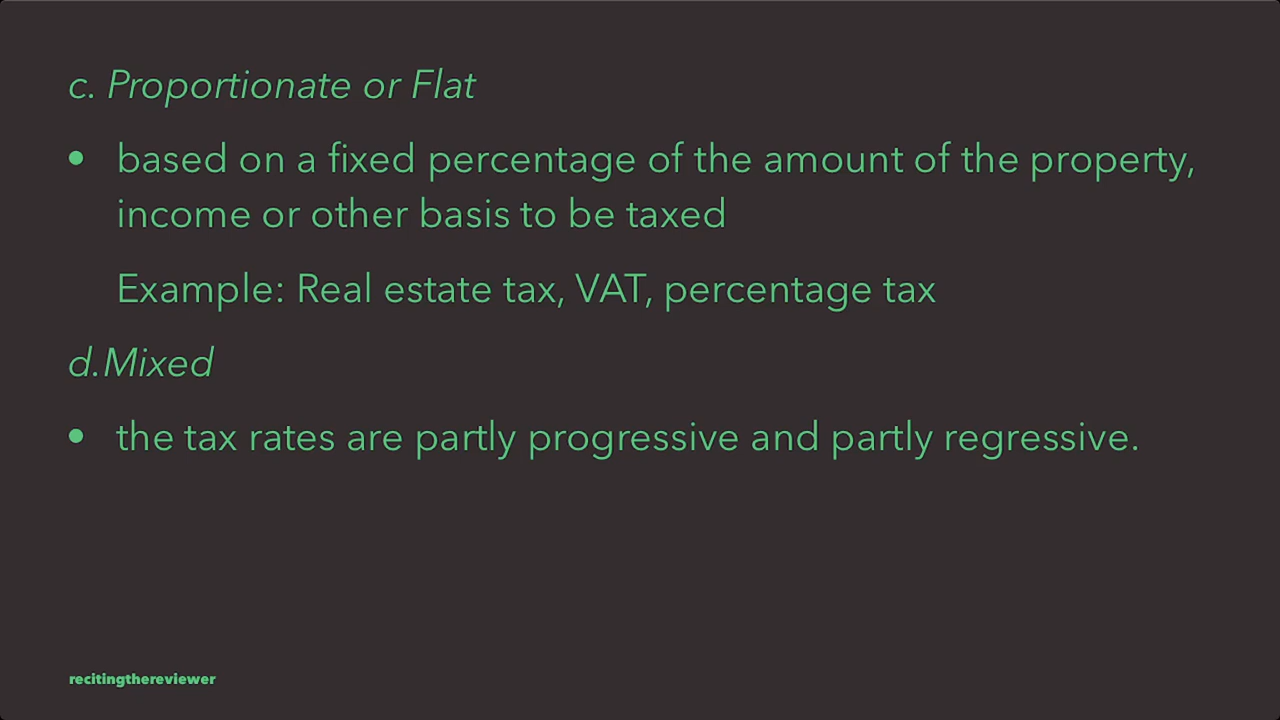 c. Proportionate or Flat
• based on a fixed percentage of the amount of the property,
income or other basis to be taxed
Example: Real estate tax, VAT, percentage tax
d.Mixed
• the tax rates are partly progressive and partly regressive.
recitingthereviewer